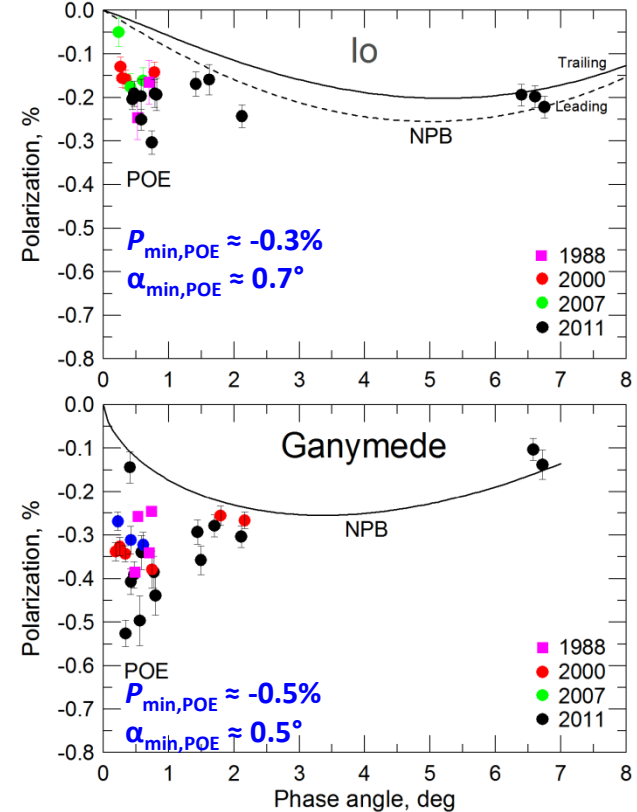 0.0
-0.1
-0.2
-0.3
-0.4
-0.5
-0.6
-0.7
-0.8
Polarization, %
Io
Trailing
Leading
NPB
POE
Pmin,POE ≈ -0.3%
αmin,POE ≈ 0.7°
1988
2000
2007
2011
0 1 2 3 4 5 6 7 8
0.0
-0.1
-0.2
-0.3
-0.4
-0.5
-0.6
-0.7
-0.8
Polarization, %
Ganymede
NPB
POE
Pmin,POE ≈ -0.5%
αmin,POE ≈ 0.5°
1988
2000
2007
2011
0 1 2 3 4 5 6 7 8
Phase angle, deg